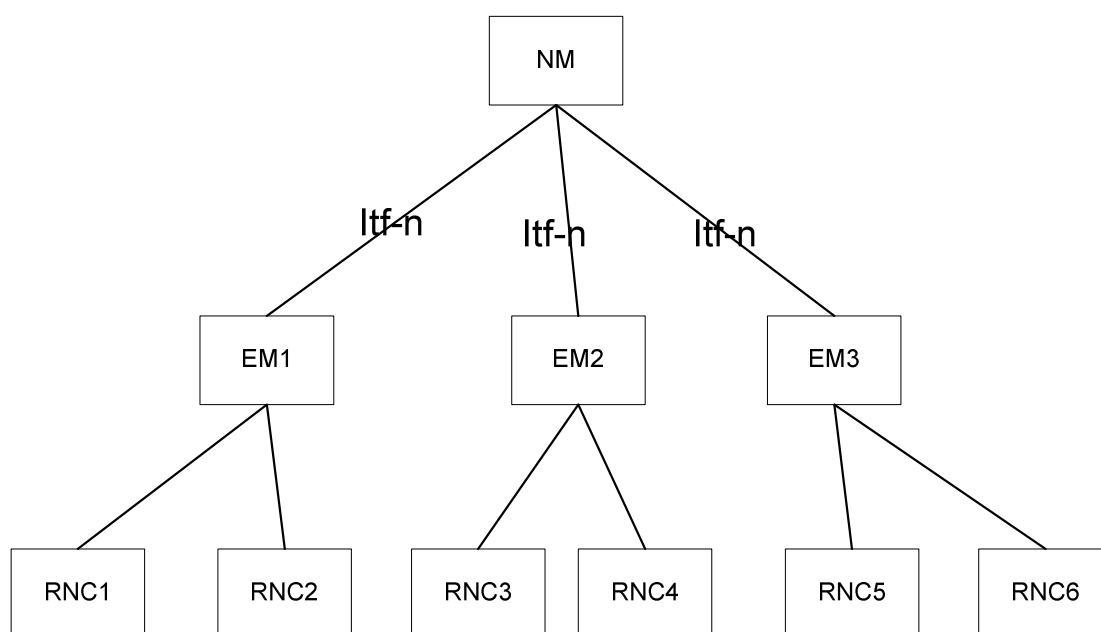 NM
Itf-n
Itf-n
Itf-n
EM1
EM2
EM3
RNC1
RNC2
RNC3
RNC4
RNC5
RNC6